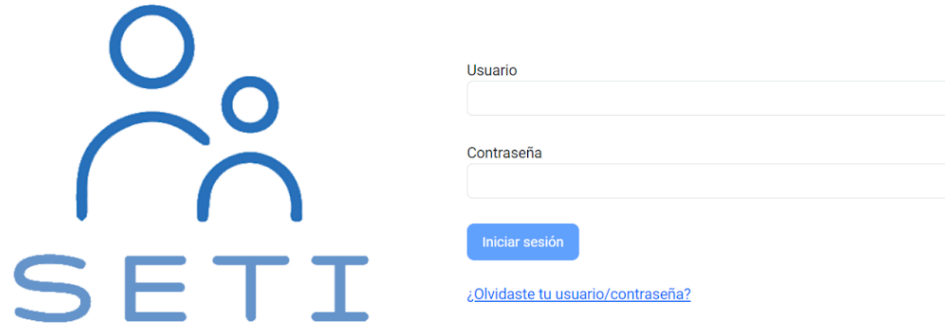 SETI
Usuario
Contraseña
Iniciar sesión
¿Olvidaste tu usuario/contraseña?